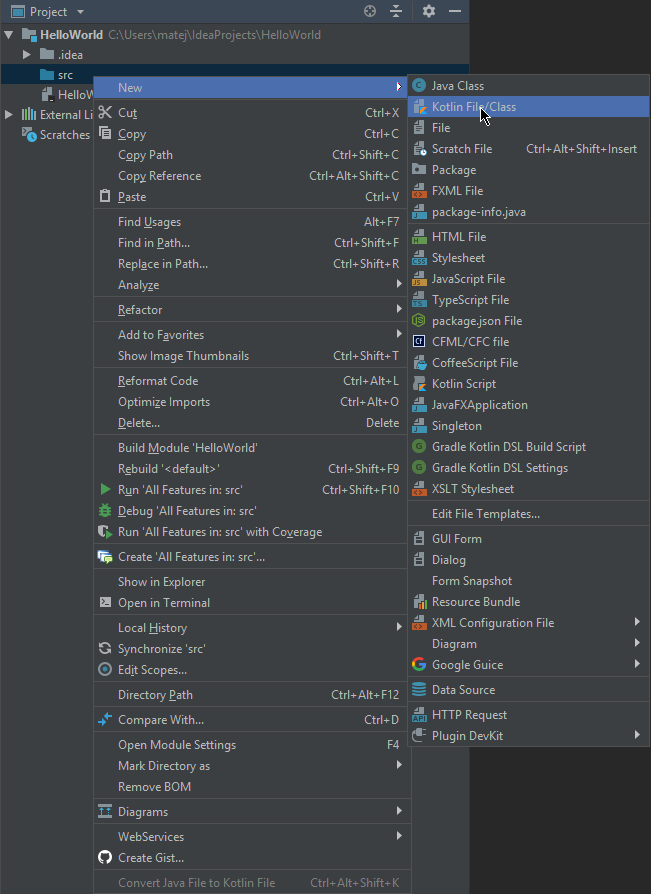 Project
HelloWorld C:\Users\matej\IdeaProjects\HelloWorld
.idea
src
HelloW
External Li
Scratches
New
Cut Ctrl+X
Copy Ctrl+C
Copy Path Ctrl+Shift+C
Copy Reference Ctrl+Alt+Shift+C
Paste Ctrl+V
Find Usages Alt+F7
Find in Path... Ctrl+Shift+F
Replace in Path... Ctrl+Shift+R
Analyze
Refactor
Add to Favorites
Show Image Thumbnails Ctrl+Shift+T
Reformat Code Ctrl+Alt+L
Optimize Imports Ctrl+Alt+O
Delete... Delete
Build Module 'HelloWorld'
Rebuild '<default>' Ctrl+Shift+F9
Run 'All Features in: src' Ctrl+Shift+F10
Debug 'All Features in: src'
Run 'All Features in: src' with Coverage
Create 'All Features in: src'...
Show in Explorer
Open in Terminal
Local History
Synchronize 'src'
Edit Scopes...
Directory Path Ctrl+Alt+F12
Compare With... Ctrl+D
Open Module Settings F4
Mark Directory as
Remove BOM
Diagrams
WebServices
Create Gist...
Convert Java File to Kotlin File Ctrl+Alt+Shift+K
Java Class
Kotlin File/Class
File
Scratch File Ctrl+Alt+Shift+Insert
Package
FXML File
package-info.java
HTML File
Stylesheet
JavaScript File
TypeScript File
package.json File
CFML/CFC file
CoffeeScript File
Kotlin Script
JavaFXApplication
Singleton
Gradle Kotlin DSL Build Script
Gradle Kotlin DSL Settings
XSLT Stylesheet
Edit File Templates...
GUI Form
Dialog
Form Snapshot
Resource Bundle
XML Configuration File
Diagram
Google Guice
Data Source
HTTP Request
Plugin DevKit